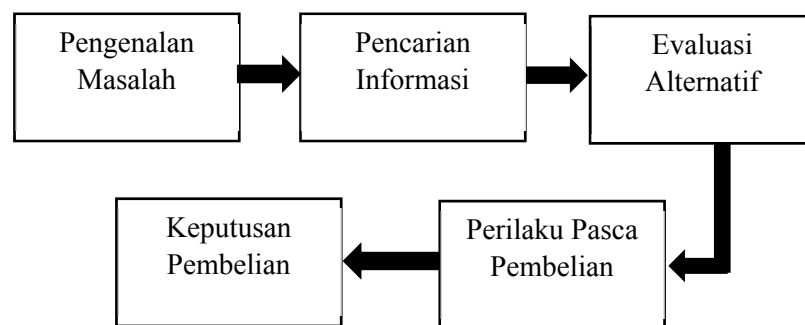 Pengenalan
Masalah
Pencarian
Informasi
Evaluasi
Alternatif
Keputusan
Pembelian
Perilaku Pasca
Pembelian